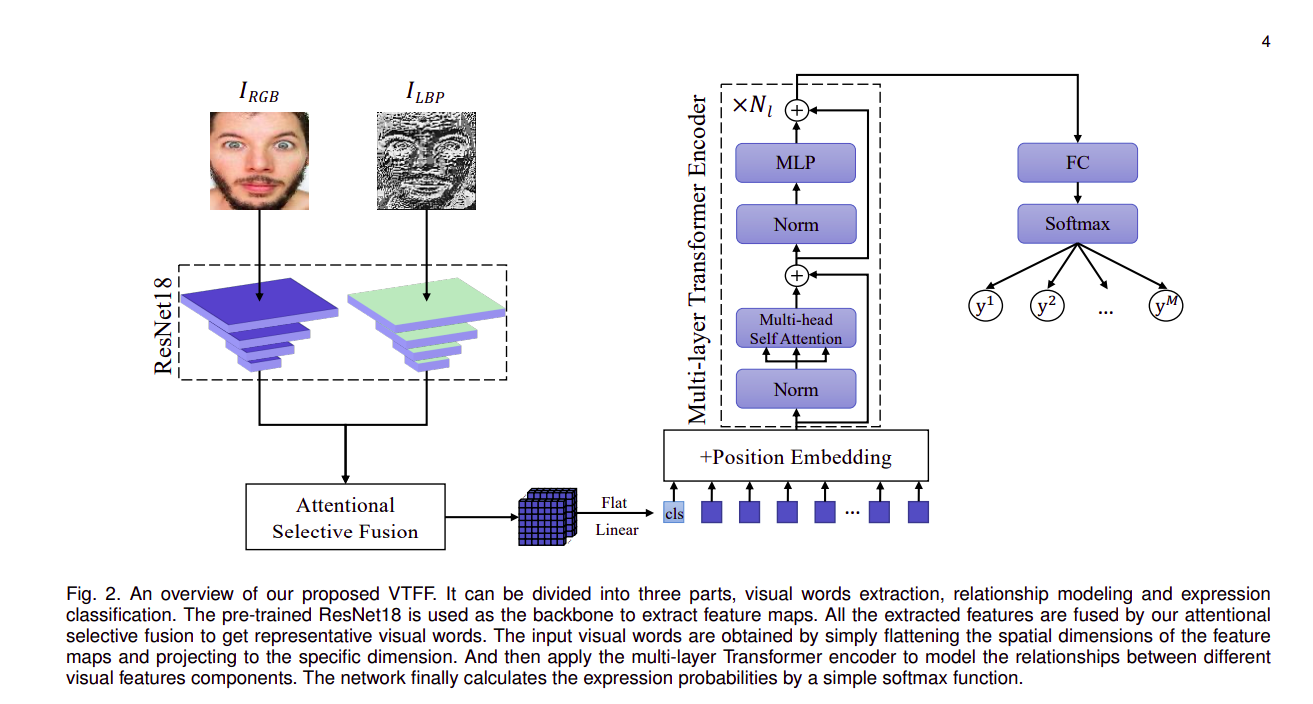 4
I_RGB
I_LBP
ResNet18
Attentional
Selective Fusion
Flat
Linear
Multi-layer Transformer Encoder
×N_l
+
MLP
Norm
+
Multi-head
Self Attention
Norm
+Position Embedding
cls
...
FC
Softmax
y^1
y^2
...
y^M
Fig. 2. An overview of our proposed VTFF. It can be divided into three parts, visual words extraction, relationship modeling and expression
classification. The pre-trained ResNet18 is used as the backbone to extract feature maps. All the extracted features are fused by our attentional
selective fusion to get representative visual words. The input visual words are obtained by simply flattening the spatial dimensions of the feature
maps and projecting to the specific dimension. And then apply the multi-layer Transformer encoder to model the relationships between different
visual features components. The network finally calculates the expression probabilities by a simple softmax function.